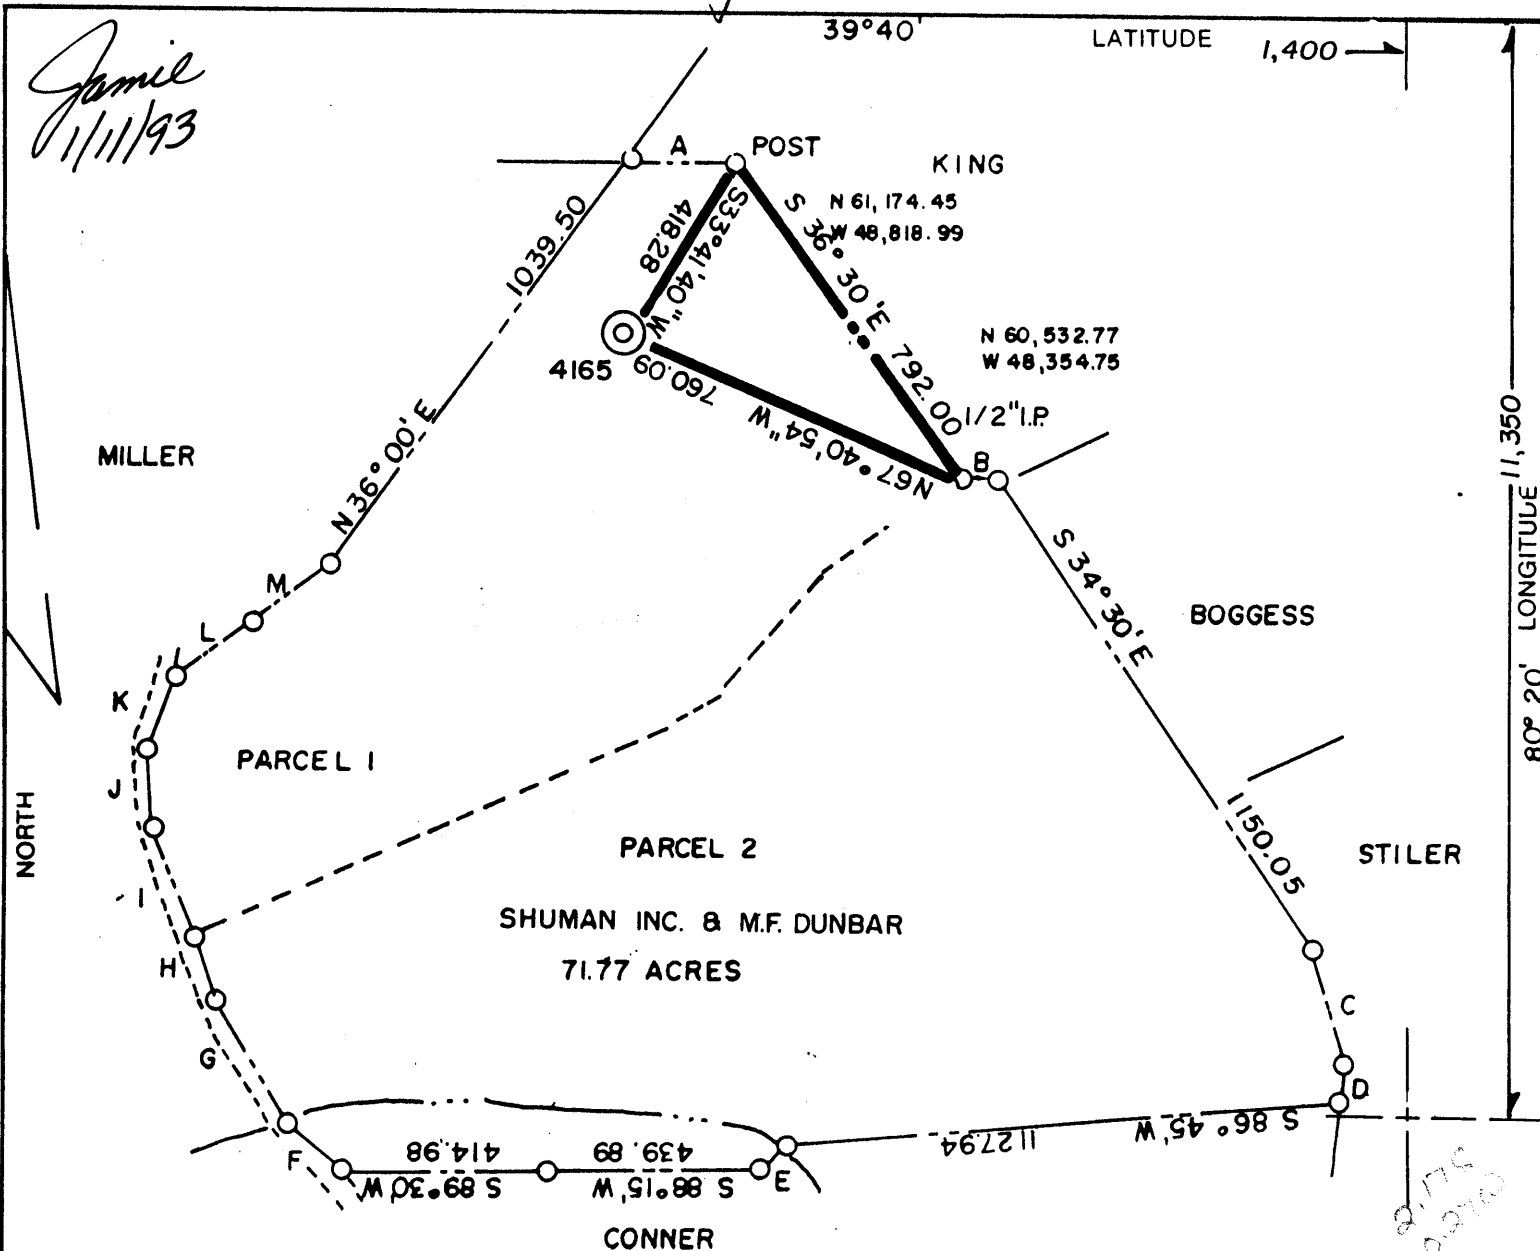 Jamie
1/11/93
39°40'
LATITUDE
1,400
A
POST
KING
N 61,174.45
W 48,818.99
1039.50
418.28
S33°41'40"W
S 36°30'E 792.00
N 60,532.77
W 48,354.75
1/2" I.P.
4165
760.09
N67°40'54"W
B
MILLER
N36°00'E
11,350
LONGITUDE
80° 20'
S 34°30'E
BOGGESS
M
L
K
PARCEL 1
J
NORTH
I
PARCEL 2
1150.05
STILER
SHUMAN INC. & M.F. DUNBAR
71.77 ACRES
H
C
G
D
S 86°45'W
1127.94
F
414.98
439.89
E
S 89°30'W
S 88°15'W
CONNER
2,175